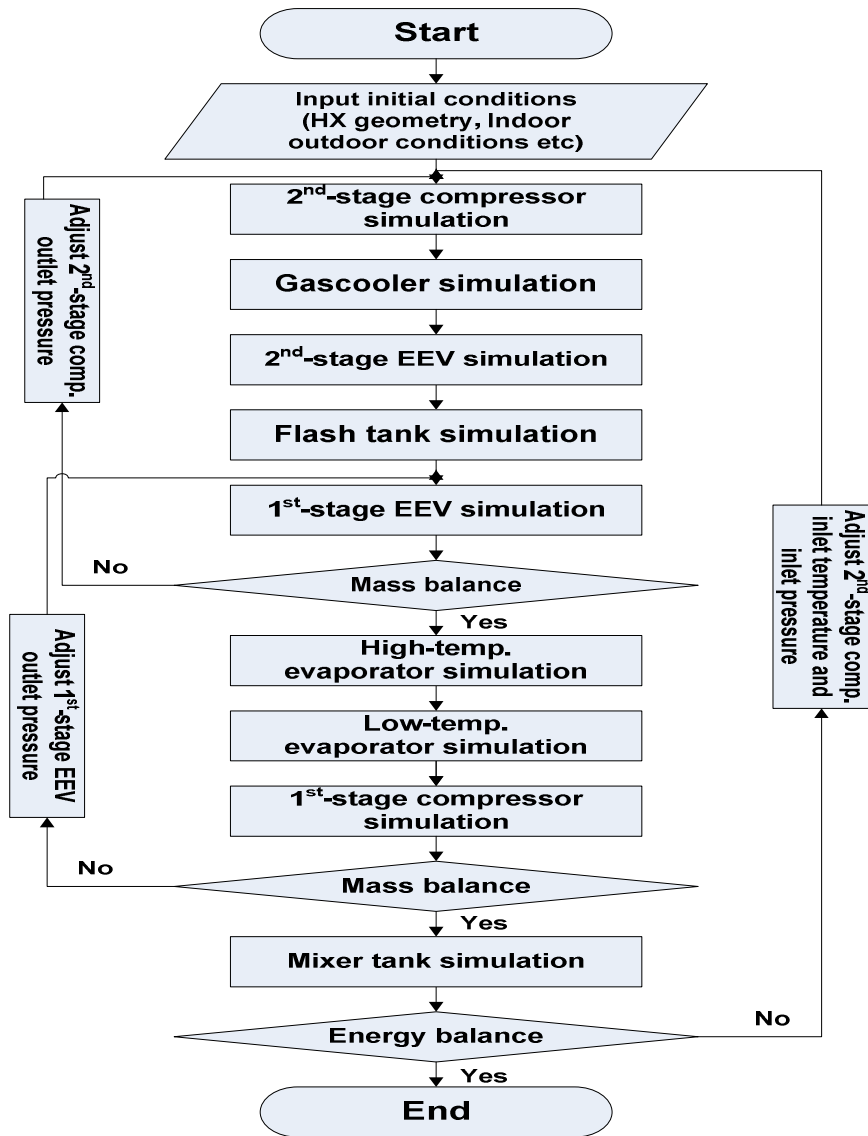 Start
Input initial conditions
(HX geometry, Indoor
outdoor conditions etc)
2nd-stage compressor
simulation
Gascooler simulation
2nd-stage EEV simulation
Flash tank simulation
1st-stage EEV simulation
Mass balance
No
Yes
Adjust 2nd-stage comp.
outlet pressure
High-temp.
evaporator simulation
Low-temp.
evaporator simulation
1st-stage compressor
simulation
Mass balance
No
Yes
Adjust 1st-stage EEV
outlet pressure
Mixer tank simulation
Energy balance
No
Yes
Adjust 2nd-stage comp.
inlet temperature and
inlet pressure
End